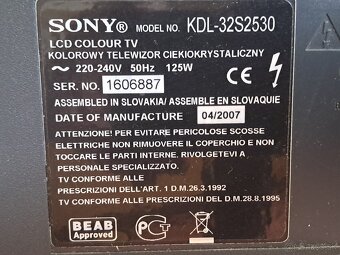 SONY® MODEL NO. KDL-32S2530
LCD COLOUR TV
KOLOROWY TELEWIZOR CIEKłOKRYSTALICZNY
~ 220-240V 50Hz 125W
CE
SER. NO. 1606887
ASSEMBLED IN SLOVAKIA/ ASSEMBLE EN SLOVAQUIE
DATE OF MANUFACTURE 04/2007
ATTENZIONE! PER EVITARE PERICOLOSE SCOSSE
ELETTRICHE NON RIMUOVERE IL COPERCHIO E NON
TOCCARE LE PARTI INTERNE. RIVOLGETEVI A
PERSONALE SPECIALIZZATO.
TV CONFORME ALLE
PRESCRIZIONI DELL'ART. 1 D.M.26.3.1992
TV CONFORME ALLE PRESCRIZIONI DEL D.M.28.8.1995
BEAB
Approved